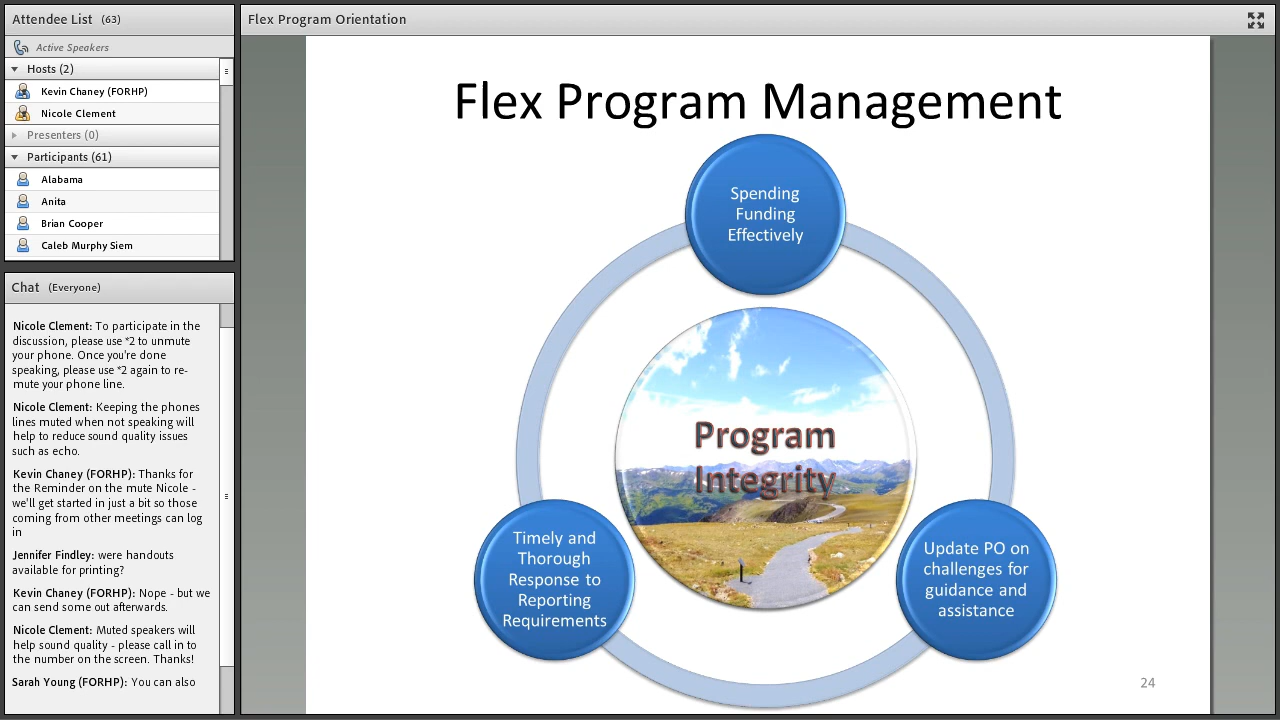 Attendee List (63)
Active Speakers
Hosts (2)
Kevin Chaney (FORHP)
Nicole Clement
Presenters (0)
Participants (61)
Alabama
Anita
Brian Cooper
Caleb Murphy Siem
Chat (Everyone)
Nicole Clement: To participate in the
discussion, please use *2 to unmute
your phone. Once you're done
speaking, please use *2 again to re-
mute your phone line.
Nicole Clement: Keeping the phones
lines muted when not speaking will
help to reduce sound quality issues
such as echo.
Kevin Chaney (FORHP): Thanks for
the Reminder on the mute Nicole -
we'll get started in just a bit so those
coming from other meetings can log
in
Jennifer Findley: were handouts
available for printing?
Kevin Chaney (FORHP): Nope - but we
can send some out afterwards.
Nicole Clement: Muted speakers will
help sound quality - please call in to
the number on the screen. Thanks!
Sarah Young (FORHP): You can also
Flex Program Orientation
Flex Program Management
Spending
Funding
Effectively
Program
Integrity
Timely and
Thorough
Response to
Reporting
Requirements
Update PO on
challenges for
guidance and
assistance
24